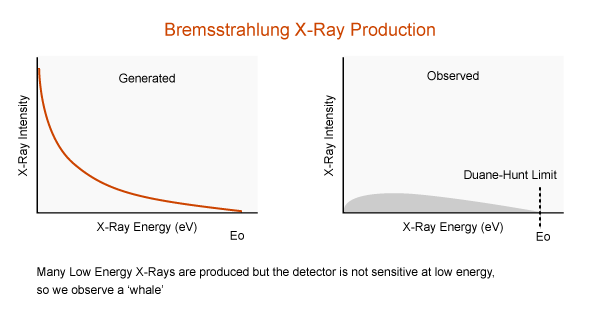 Bremsstrahlung X-Ray Production
Generated
X-Ray Intensity
X-Ray Energy (eV)
Eo
Observed
X-Ray Intensity
Duane-Hunt Limit
X-Ray Energy (eV)
Eo
Many Low Energy X-Rays are produced but the detector is not sensitive at low energy,
so we observe a ‘whale’